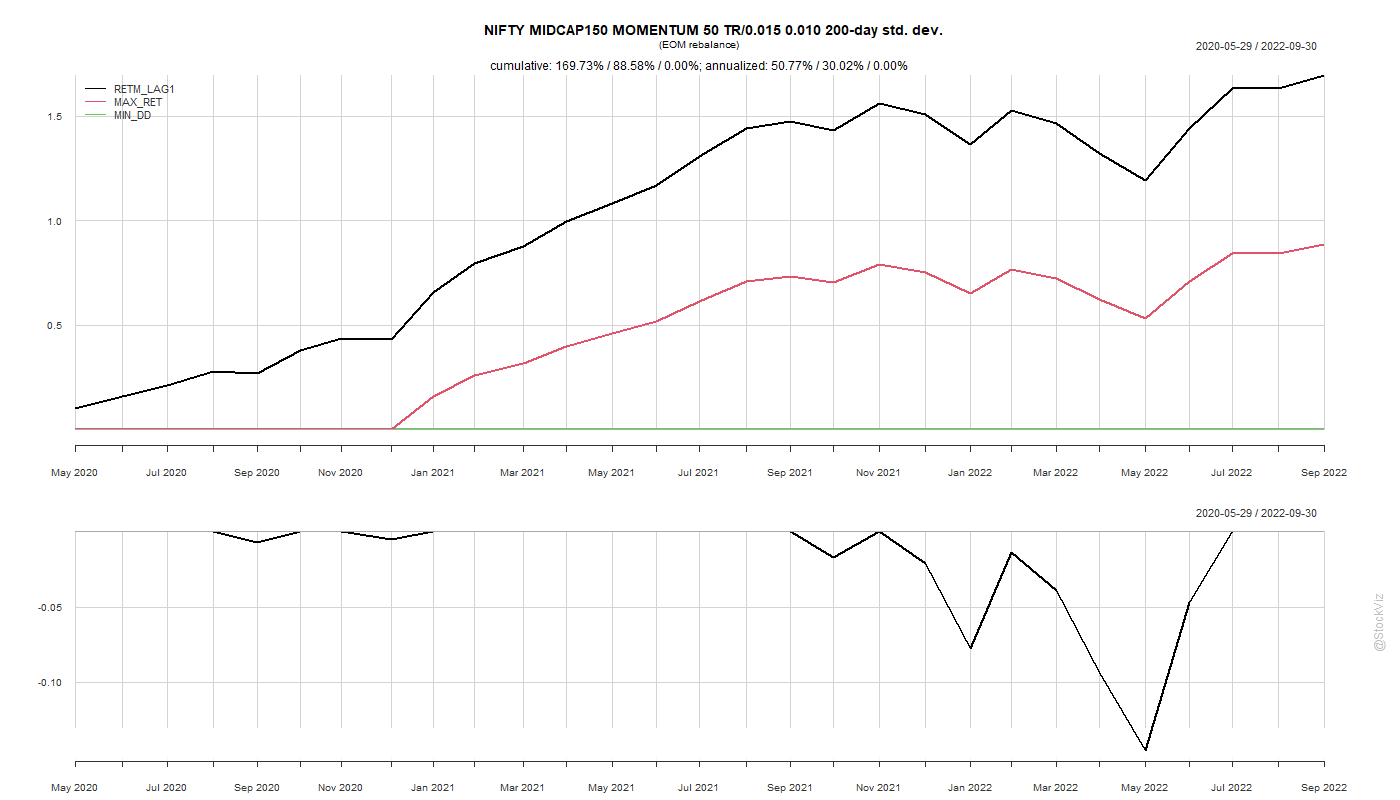 NIFTY MIDCAP150 MOMENTUM 50 TR/0.015 0.010 200-day std. dev.
(EOM rebalance)
2020-05-29 / 2022-09-30
cumulative: 169.73% / 88.58% / 0.00%; annualized: 50.77% / 30.02% / 0.00%
RETM_LAG1
MAX_RET
MIN_DD
1.5
1.0
0.5
May 2020 Jul 2020 Sep 2020 Nov 2020 Jan 2021 Mar 2021 May 2021 Jul 2021 Sep 2021 Nov 2021 Jan 2022 Mar 2022 May 2022 Jul 2022 Sep 2022
2020-05-29 / 2022-09-30
-0.05
-0.10
May 2020 Jul 2020 Sep 2020 Nov 2020 Jan 2021 Mar 2021 May 2021 Jul 2021 Sep 2021 Nov 2021 Jan 2022 Mar 2022 May 2022 Jul 2022 Sep 2022
@StockViz